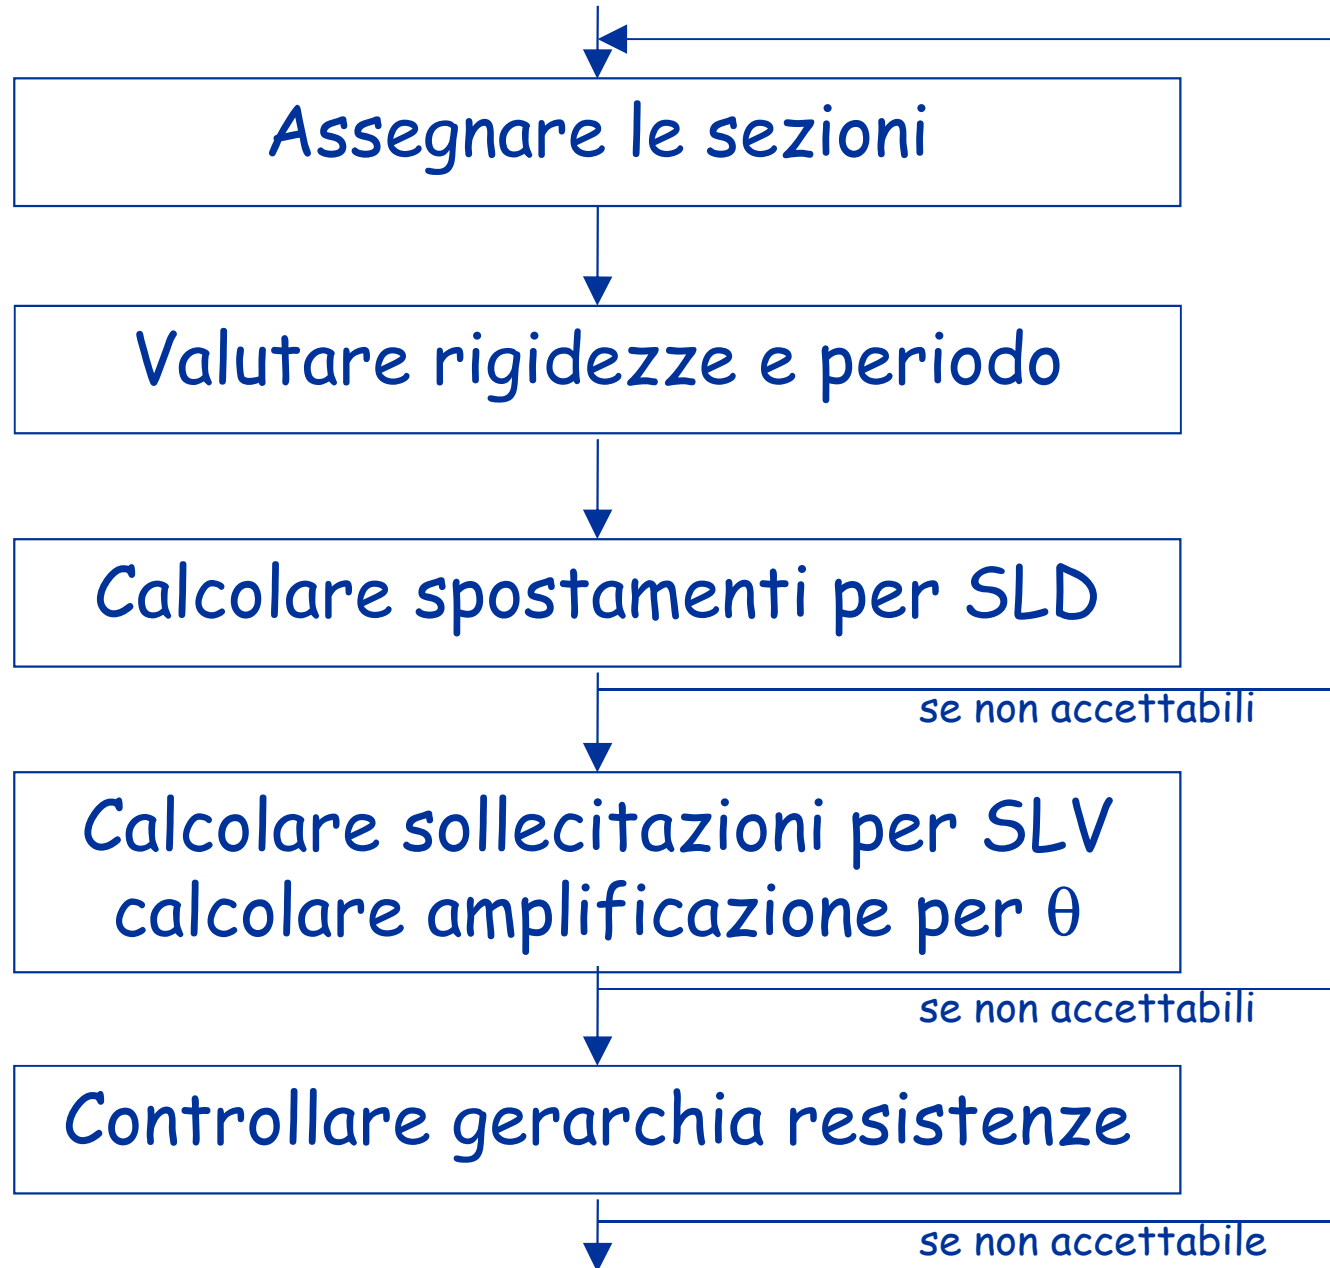 Assegnare le sezioni
Valutare rigidezze e periodo
Calcolare spostamenti per SLD
se non accettabili
Calcolare sollecitazioni per SLV
calcolare amplificazione per θ
se non accettabili
Controllare gerarchia resistenze
se non accettabile